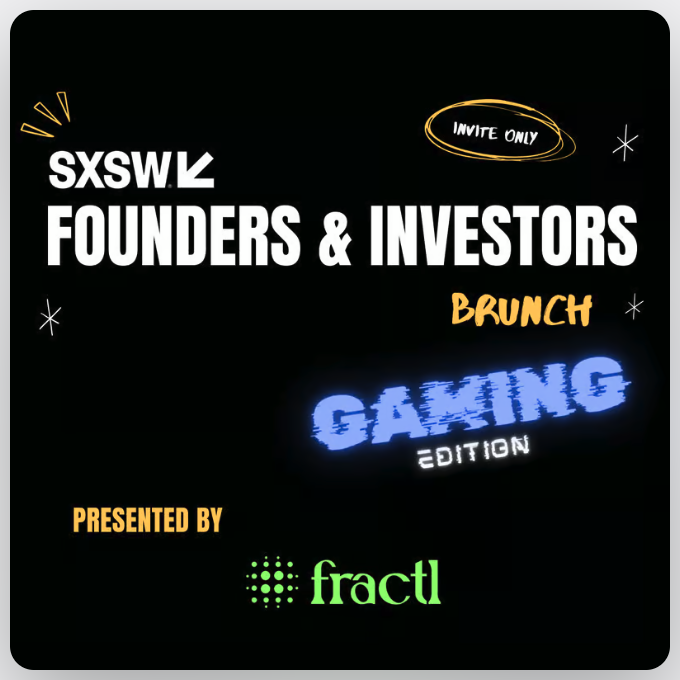 INVITE ONLY
SXSW
FOUNDERS & INVESTORS
BRUNCH
GAMING
EDITION
PRESENTED BY
fractl